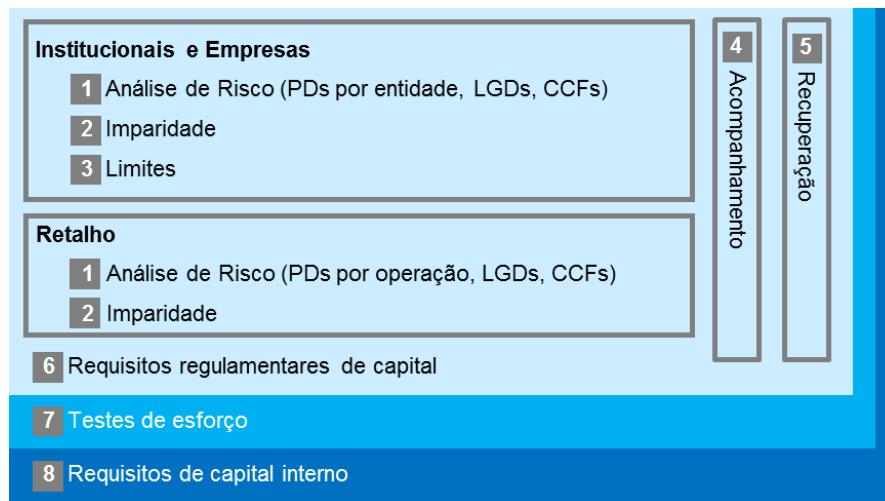 Institucionais e Empresas
1 Análise de Risco (PDs por entidade, LGDs, CCFs)
2 Imparidade
3 Limites
Retalho
1 Análise de Risco (PDs por operação, LGDs, CCFs)
2 Imparidade
4 Acompanhamento
5 Recuperação
6 Requisitos regulamentares de capital
7 Testes de esforço
8 Requisitos de capital interno